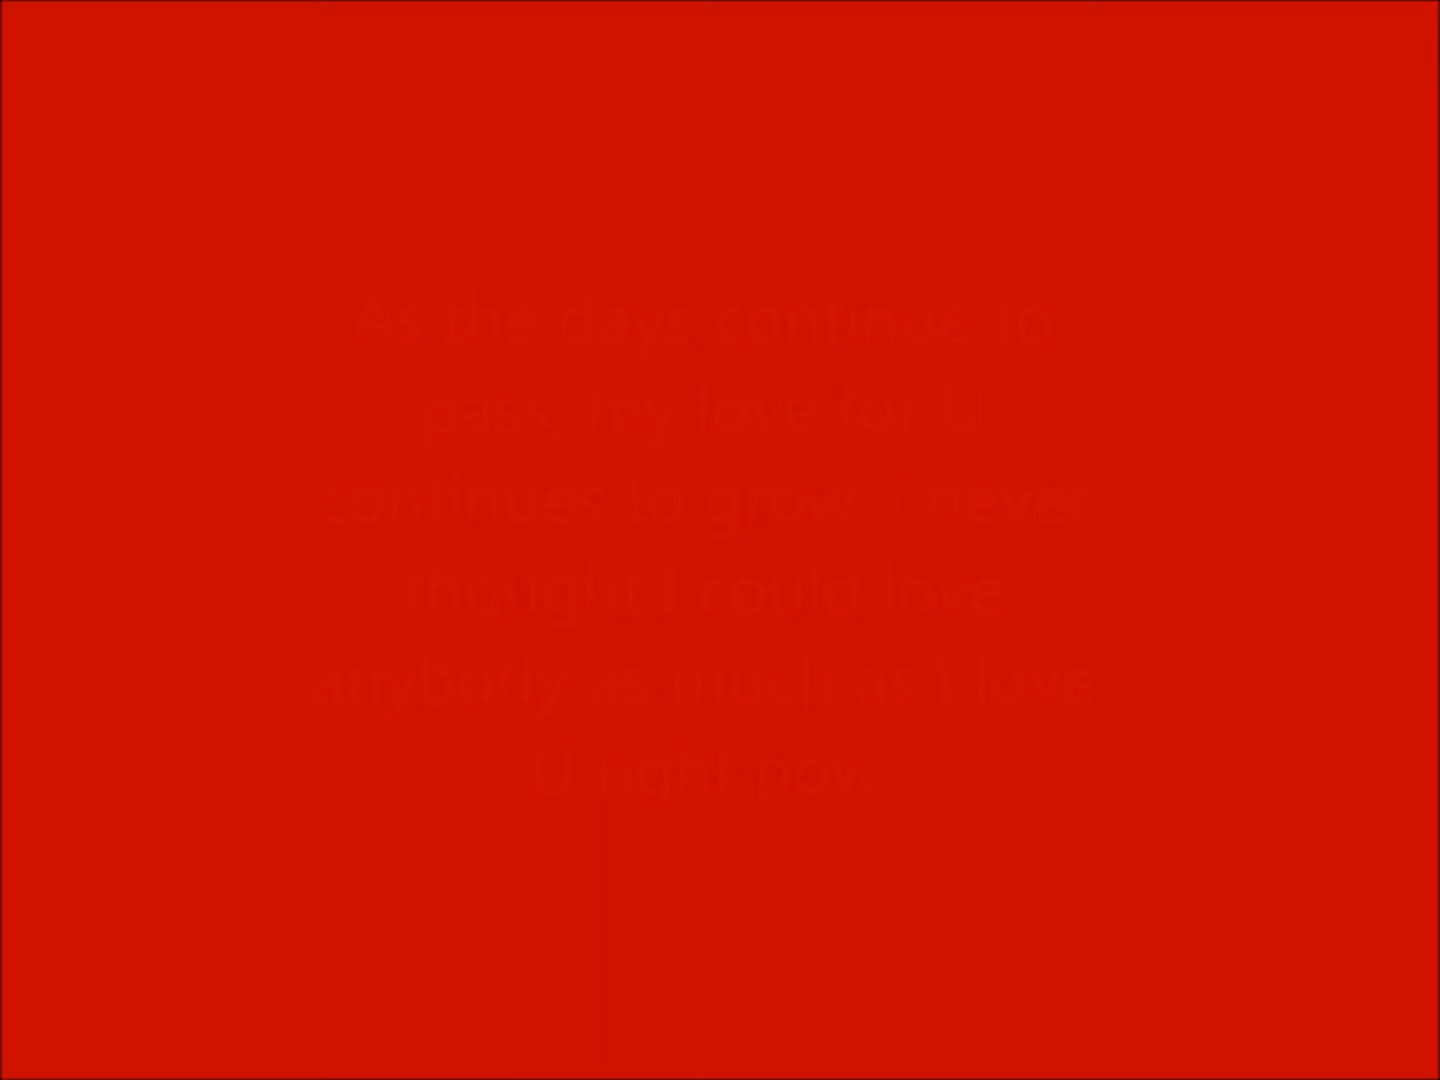 As the days continue to
pass, my love for U
continues to grow. I never
thought I could love
anybody as much as I love
U right now